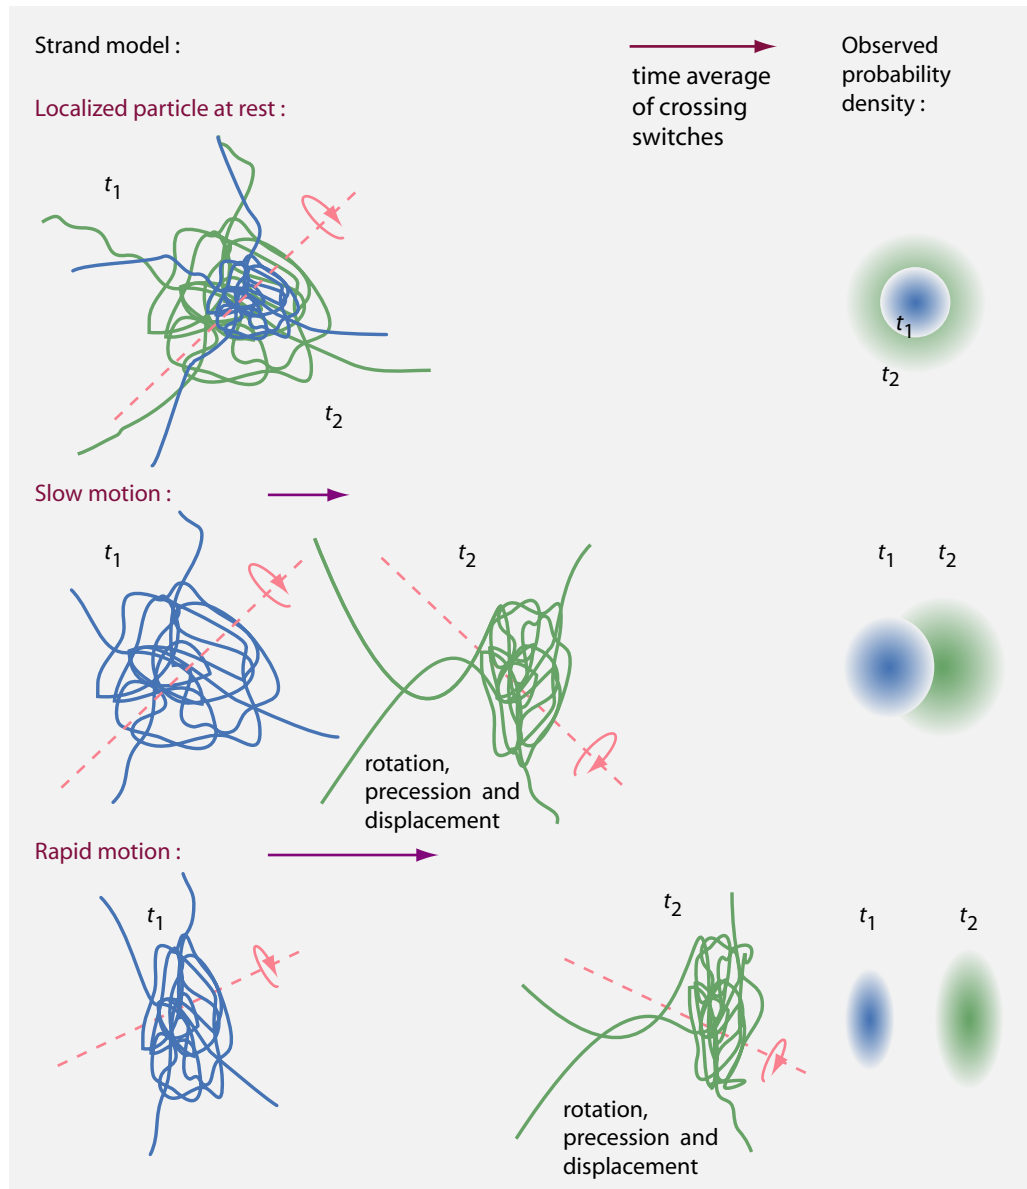 Strand model :
time average
of crossing
switches
Observed
probability
density :
Localized particle at rest :
t1
t2
t1
t2
Slow motion :
t1
t2
rotation,
precession and
displacement
t1
t2
Rapid motion :
t1
t2
rotation,
precession and
displacement
t1
t2